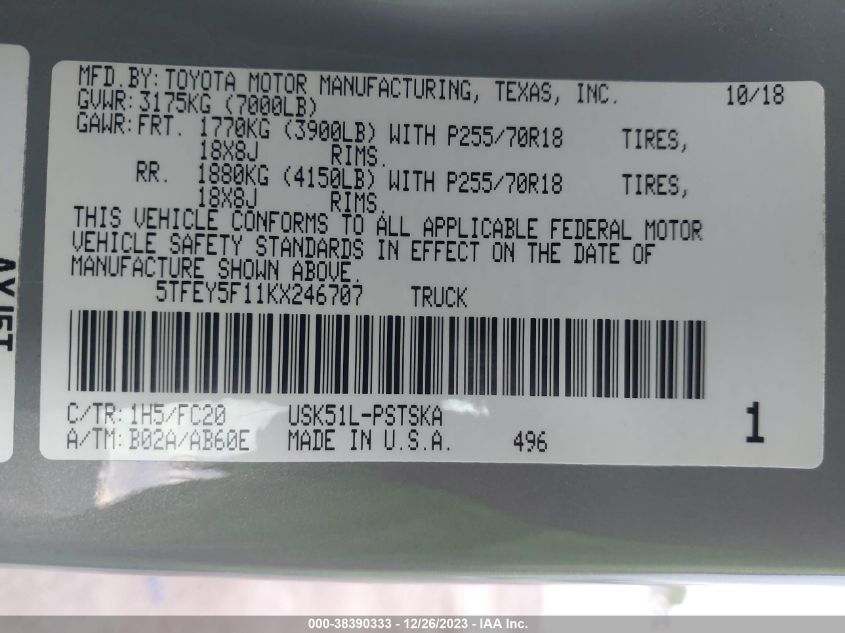 MFD.BY:TOYOTA MOTOR MANUFACTURING, TEXAS, INC. 10/18
GVWR:3175KG (7000LB)
GAWR:FRT. 1770KG (3900LB) WITH P255/70R18 TIRES,
18X8J RIMS.
RR. 1880KG (4150LB) WITH P255/70R18 TIRES,
18X8J RIMS.
THIS VEHICLE CONFORMS TO ALL APPLICABLE FEDERAL MOTOR
VEHICLE SAFETY STANDARDS IN EFFECT ON THE DATE OF
MANUFACTURE SHOWN ABOVE.
5TFEY5F11KX246707 TRUCK
C/TR:1H5/FC20 USK51L-PSTSKA
A/TM:B02A/AB60E MADE IN U.S.A. 496
1
000-38390333 - 12/26/2023 - IAA Inc.